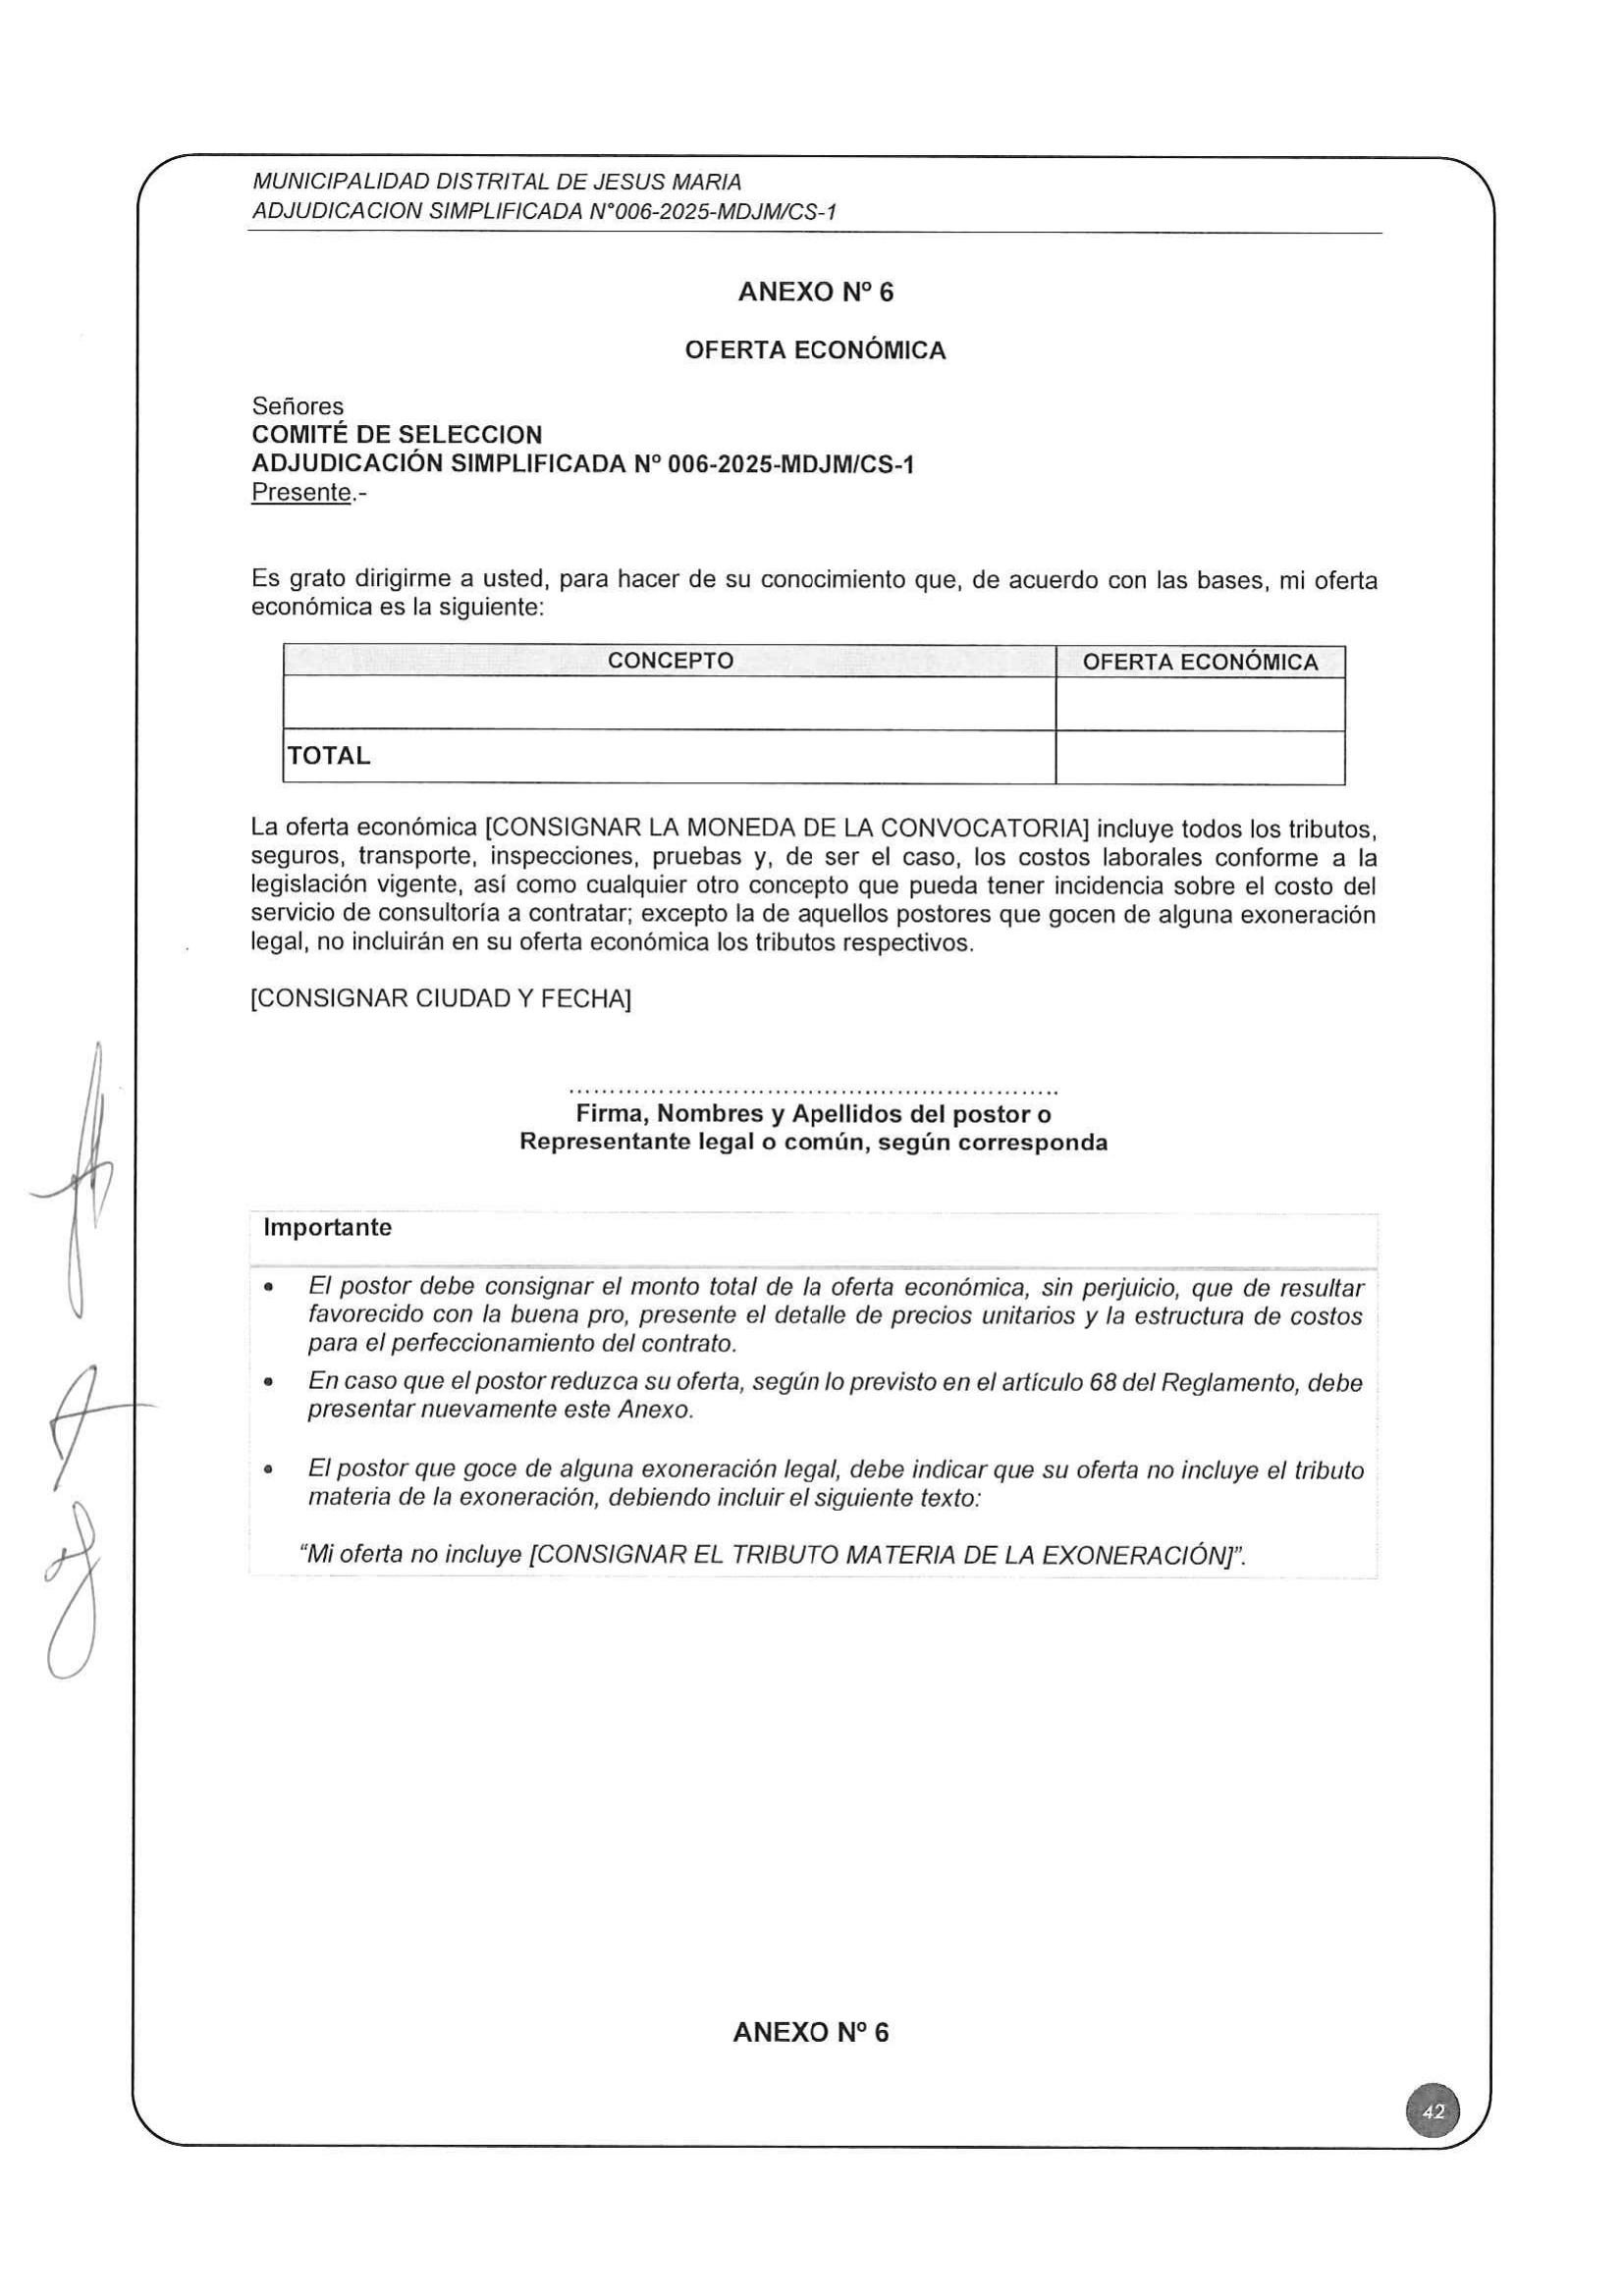 MUNICIPALIDAD DISTRITAL DE JESUS MARIA
ADJUDICACION SIMPLIFICADA N°006-2025-MDJM/CS-1
ANEXO Nº 6
OFERTA ECONÓMICA
Señores
COMITÉ DE SELECCION
ADJUDICACIÓN SIMPLIFICADA Nº 006-2025-MDJM/CS-1
Presente.-
Es grato dirigirme a usted, para hacer de su conocimiento que, de acuerdo con las bases, mi oferta
económica es la siguiente:
CONCEPTO OFERTA ECONÓMICA
TOTAL
La oferta económica [CONSIGNAR LA MONEDA DE LA CONVOCATORIA] incluye todos los tributos,
seguros, transporte, inspecciones, pruebas y, de ser el caso, los costos laborales conforme a la
legislación vigente, así como cualquier otro concepto que pueda tener incidencia sobre el costo del
servicio de consultoría a contratar; excepto la de aquellos postores que gocen de alguna exoneración
legal, no incluirán en su oferta económica los tributos respectivos.
[CONSIGNAR CIUDAD Y FECHA]
Firma, Nombres y Apellidos del postor o
Representante legal o común, según corresponda
Importante
• El postor debe consignar el monto total de la oferta económica, sin perjuicio, que de resultar
favorecido con la buena pro, presente el detalle de precios unitarios y la estructura de costos
para el perfeccionamiento del contrato.
• En caso que el postor reduzca su oferta, según lo previsto en el artículo 68 del Reglamento, debe
presentar nuevamente este Anexo.
• El postor que goce de alguna exoneración legal, debe indicar que su oferta no incluye el tributo
materia de la exoneración, debiendo incluir el siguiente texto:
“Mi oferta no incluye [CONSIGNAR EL TRIBUTO MATERIA DE LA EXONERACIÓN]”.
ANEXO Nº 6
42